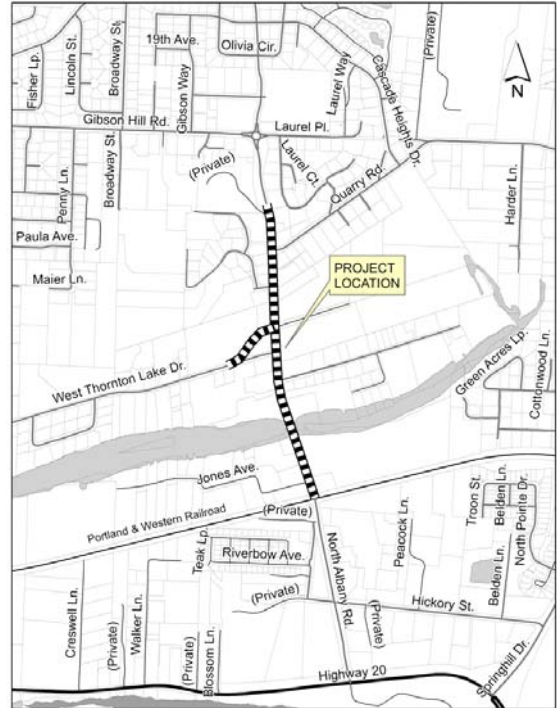 Fisher Lp.
Lincoln St.
Broadway St.
19th Ave.
Olivia Cir.
(Private)
Gibson Way
Laurel Way
Cascade Heights Dr.
N
Gibson Hill Rd.
Laurel Pl.
Penny Ln.
Broadway St.
(Private)
Laurel Ct.
Quarry Rd.
Harder Ln.
Paula Ave.
Maier Ln.
PROJECT
LOCATION
West Thornton Lake Dr.
Green Acres Lp.
Cottonwood Ln.
Jones Ave.
Portland & Western Railroad
(Private)
Troon St.
Belden Ln.
North Pointe Dr.
Teak Lp.
Riverbow Ave.
North Albany Rd.
Peacock Ln.
Belden Ln.
Creswell Ln.
(Private)
Walker Ln.
(Private)
Blossom Ln.
(Private)
(Private)
Hickory St.
Highway 20
Springhill Dr.